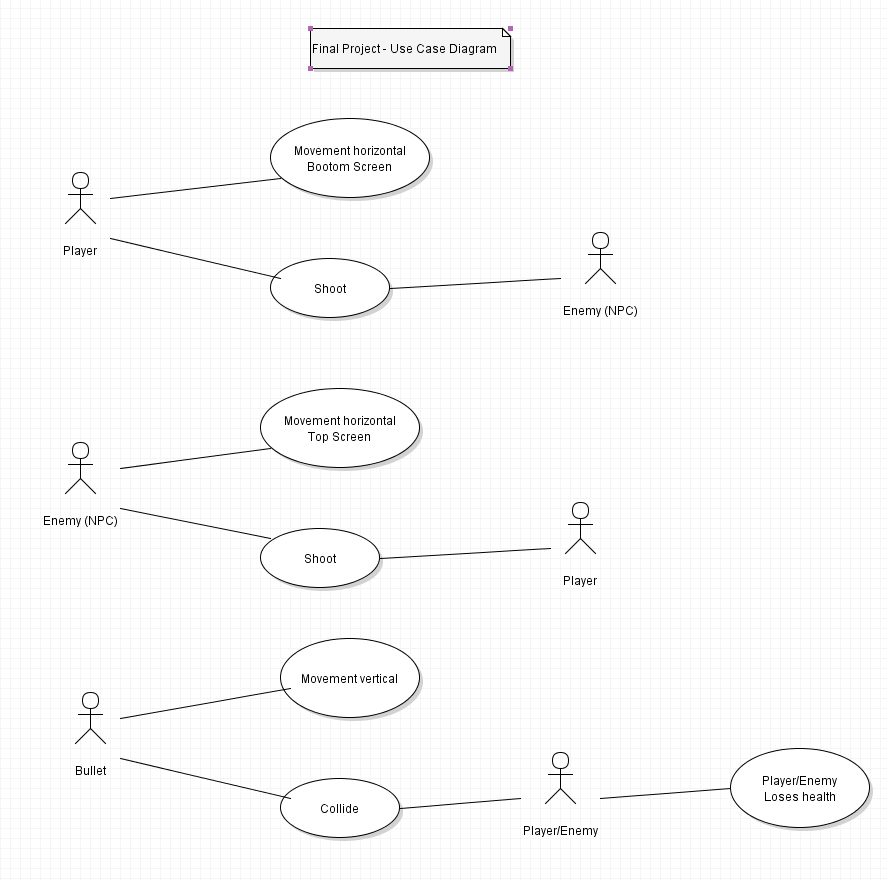 Final Project - Use Case Diagram
Movement horizontal
Bootom Screen
Player
Shoot
Enemy (NPC)
Movement horizontal
Top Screen
Enemy (NPC)
Shoot
Player
Movement vertical
Bullet
Collide
Player/Enemy
Player/Enemy
Loses health